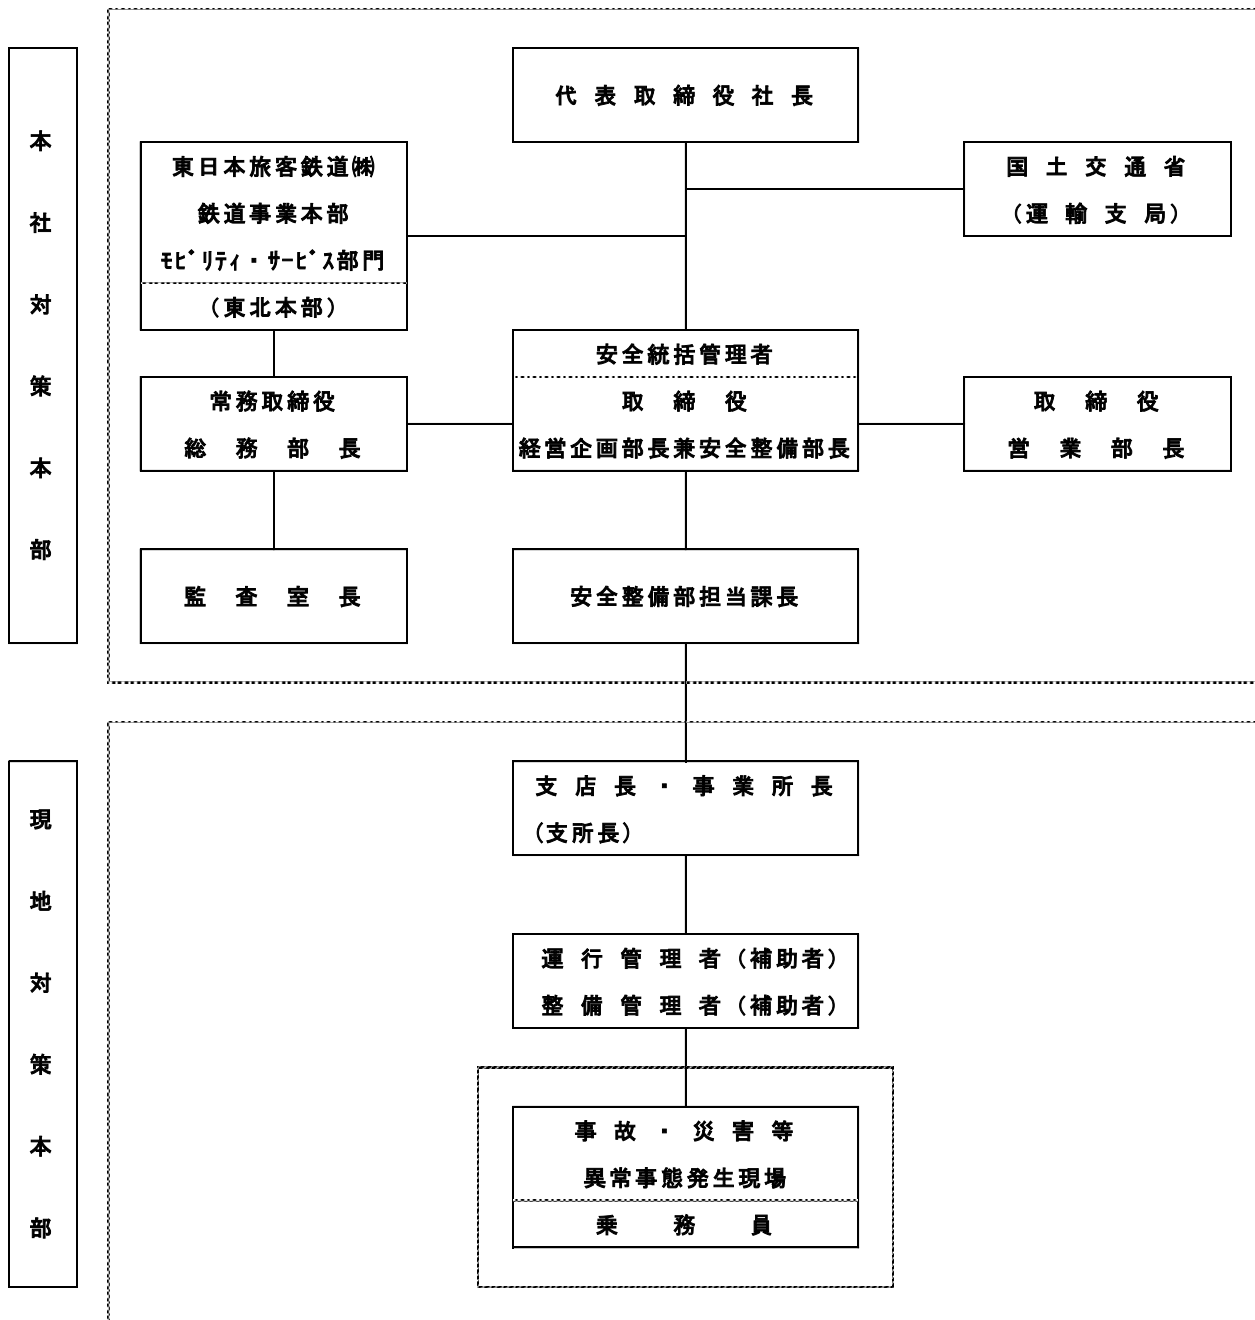 本社対策本部
代表取締役社長
東日本旅客鉄道㈱
鉄道事業本部
ﾓﾋﾞﾘﾃｨ・ｻｰﾋﾞｽ部門
（東北本部）
国土交通省
（運輸支局）
安全統括管理者
取締役
経営企画部長兼安全整備部長
常務取締役
総務部長
取締役
営業部長
監査室長
安全整備部担当課長
現地対策本部
支店長・事業所長
（支所長）
運行管理者（補助者）
整備管理者（補助者）
事故・災害等
異常事態発生現場
乗務員